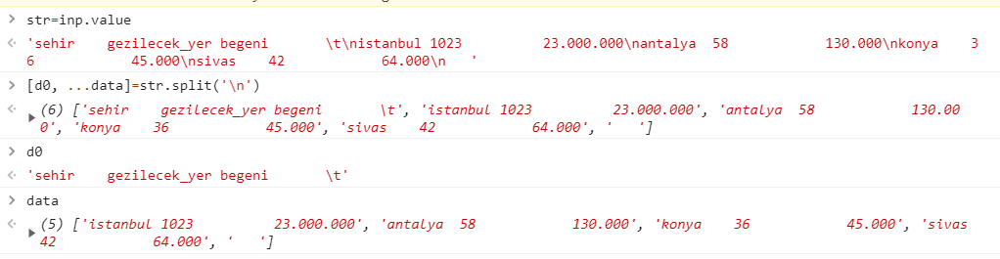 > str=inp.value
<· 'sehir    gezilecek_yer begeni       \t\nistanbul 1023          23.000.000\nantalya  58            130.000\nkonya    3
6            45.000\nsivas    42            64.000\n   '
> [d0, ...data]=str.split('\n')
<· (6) ['sehir    gezilecek_yer begeni       \t', 'istanbul 1023          23.000.000', 'antalya  58            130.00
▶ 0', 'konya    36            45.000', 'sivas    42            64.000', '   ']
> d0
<· 'sehir    gezilecek_yer begeni       \t'
> data
<· (5) ['istanbul 1023          23.000.000', 'antalya  58            130.000', 'konya    36            45.000', 'sivas
▶ 42            64.000', '   ']